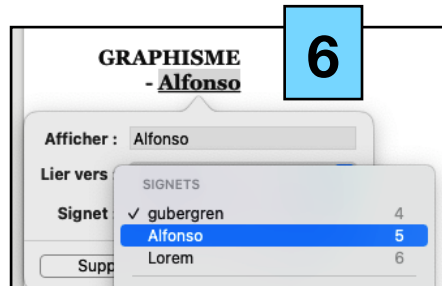 6
GRAPHISME
- Alfonso
Afficher : Alfonso
Lier vers :
SIGNETS
Signet ✓ gubergren 4
Alfonso 5
Lorem 6
Supp